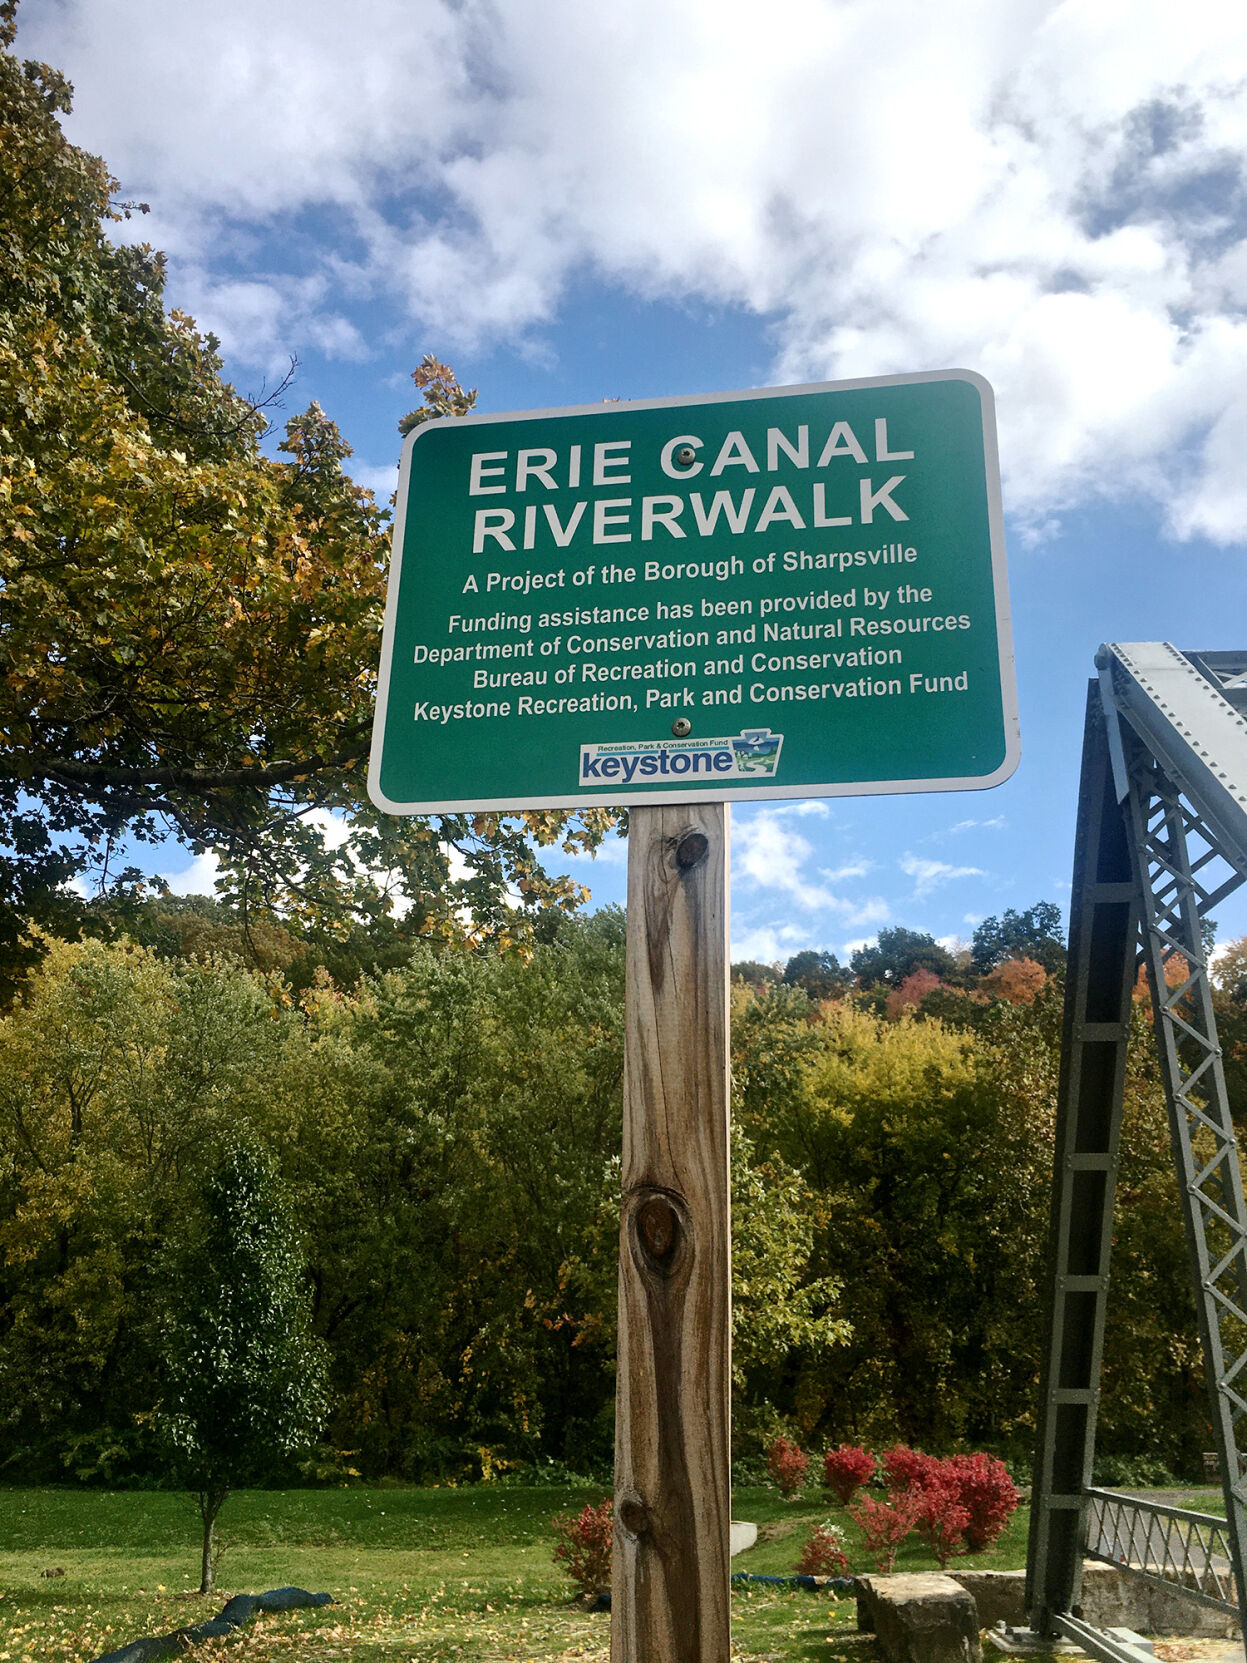 ERIE CANAL
RIVERWALK
A Project of the Borough of Sharpsville
Funding assistance has been provided by the
Department of Conservation and Natural Resources
Bureau of Recreation and Conservation
Keystone Recreation, Park and Conservation Fund
Recreation, Park & Conservation Fund
keystone